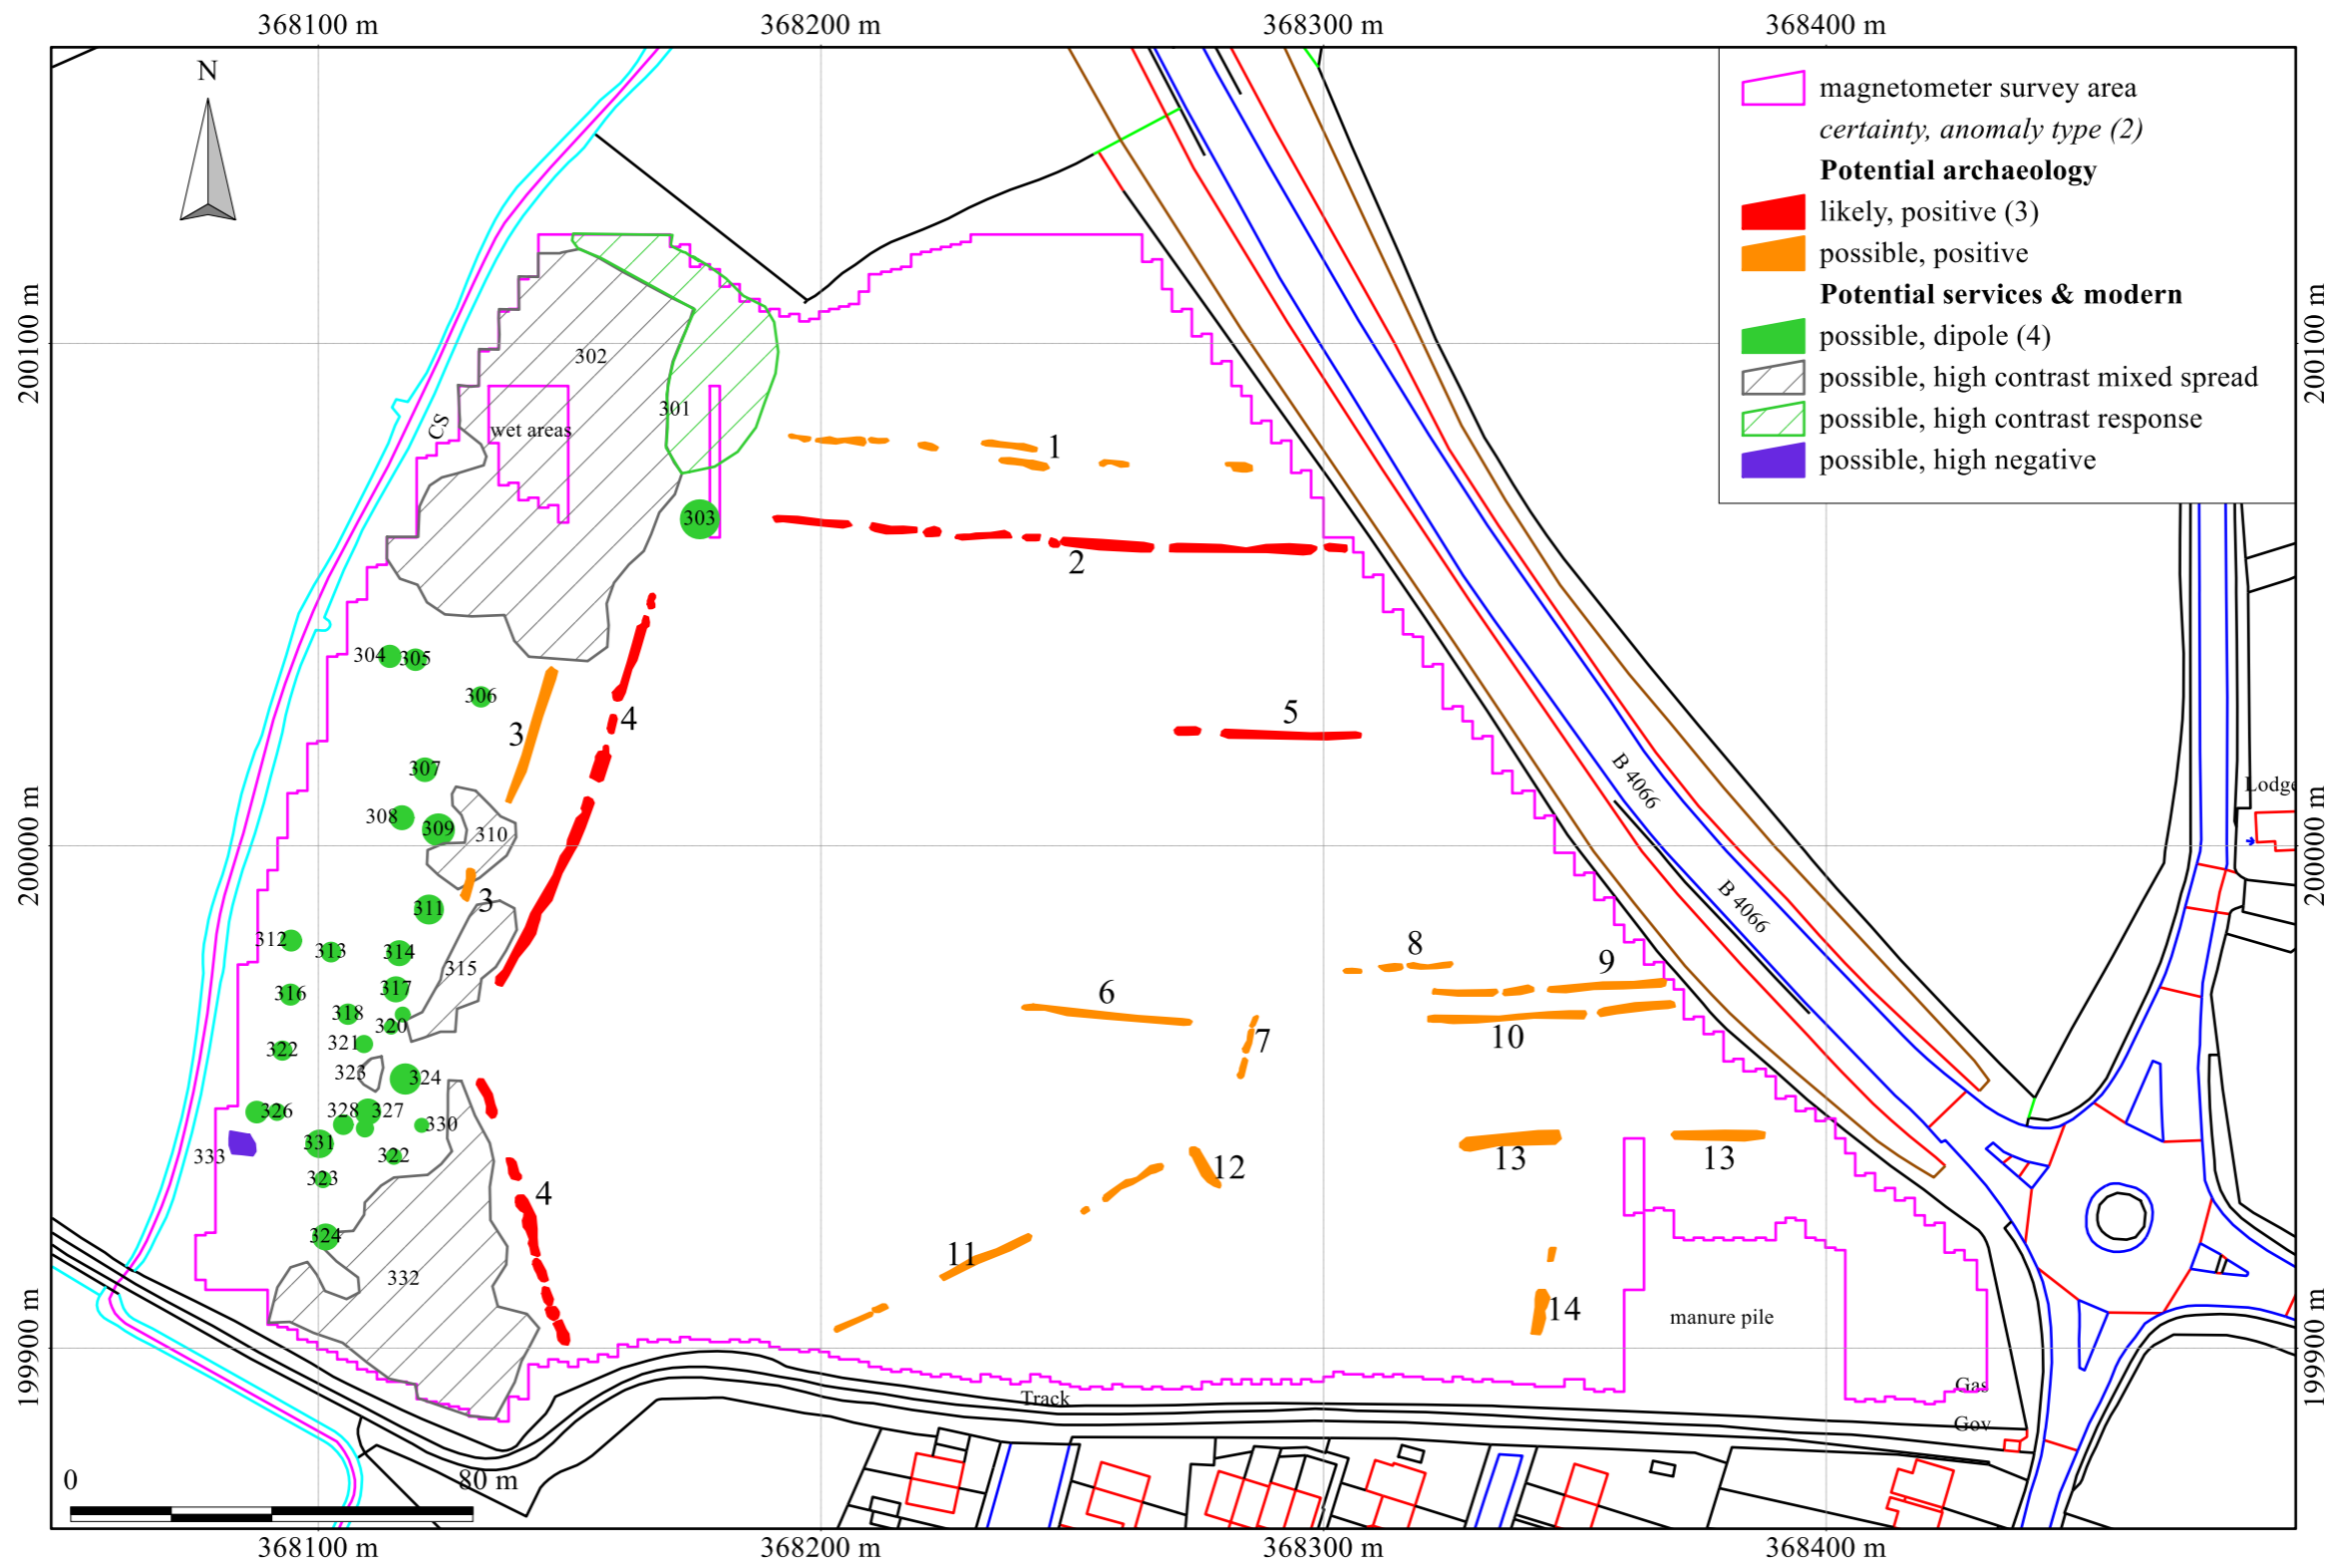 368100 m
368200 m
368300 m
368400 m
N
magnetometer survey area
certainty, anomaly type (2)
Potential archaeology
likely, positive (3)
possible, positive
Potential services & modern
possible, dipole (4)
possible, high contrast mixed spread
possible, high contrast response
possible, high negative
200100 m
200100 m
302
301
CS
wet areas
1
303
2
304
305
306
3
4
5
307
308
309
310
B 4066
Lodge
200000 m
200000 m
3
311
B 4066
312
313
314
315
8
9
316
317
6
318
320
10
7
321
322
323
324
326
328
327
330
331
333
322
13
13
12
323
4
324
11
332
14
manure pile
199900 m
199900 m
Track
Gas
Gov
0
80 m
368100 m
368200 m
368300 m
368400 m